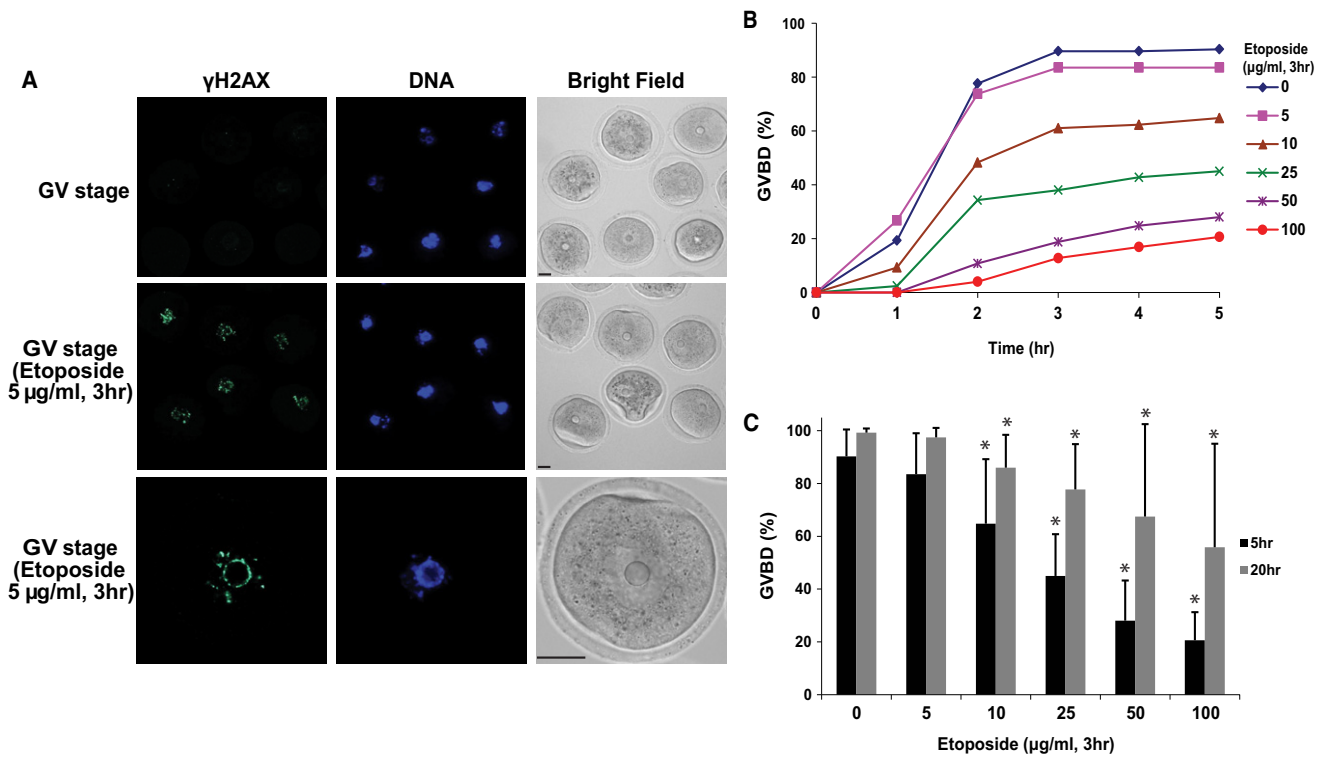 A
γH2AX
DNA
Bright Field
GV stage
GV stage
(Etoposide
5 µg/ml, 3hr)
GV stage
(Etoposide
5 µg/ml, 3hr)
B
100
80
60
40
20
0
GVBD (%)
0 1 2 3 4 5
Time (hr)
Etoposide
(µg/ml, 3hr)
0
5
10
25
50
100
C
100
80
60
40
20
0
GVBD (%)
* * * * * * * *
0 5 10 25 50 100
Etoposide (µg/ml, 3hr)
5hr
20hr